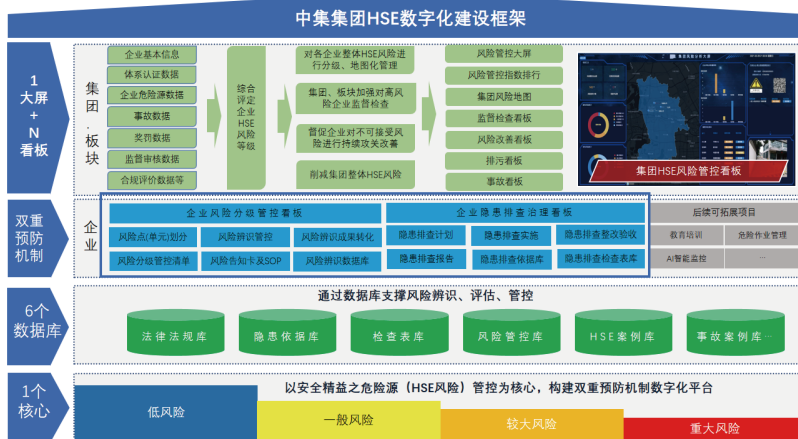 中集集团HSE数字化建设框架
1
大屏
+
N
看板
集团.板块
企业基本信息
体系认证数据
企业危险源数据
事故数据
奖罚数据
监督审核数据
合规评价数据等
综合
评定
企业
HSE
风险
等级
对各企业整体HSE风险进
行分级、地图化管理
集团、板块加强对高风
险企业监督检查
督促企业对不可接受风
险进行持续攻关改善
削减集团整体HSE风险
风险管控大屏
风险管控指数排行
集团风险地图
监督检查看板
风险改善看板
排污看板
事故看板
集团HSE风险管控看板
双重
预防
机制
企业
企业风险分级管控看板
风险点(单元)划分
风险辨识管控
风险辨识成果转化
风险分级管控清单
风险告知卡及SOP
风险辨识数据库
企业隐患排查治理看板
隐患排查计划
隐患排查实施
隐患排查整改验收
隐患排查报告
隐患排查依据库
隐患排查检查表库
后续可拓展项目
教育培训
危险作业管理
AI智能监控
...
6个
数据库
通过数据库支撑风险辨识、评估、管控
法律法规库
隐患依据库
检查表库
风险管控库
HSE案例库
事故案例库...
1个
核心
以安全精益之危险源（HSE风险）管控为核心，构建双重预防机制数字化平台
低风险
一般风险
较大风险
重大风险